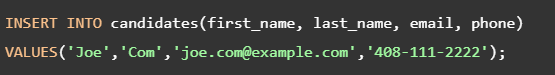 INSERT INTO candidates(first_name, last_name, email, phone)
VALUES('Joe','Com','joe.com@example.com','408-111-2222');